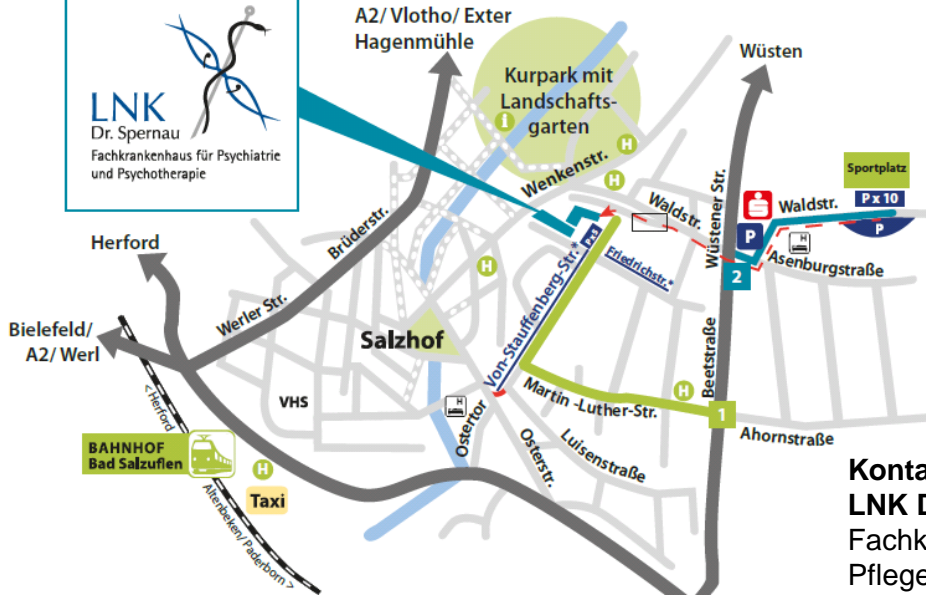 LNK
Dr. Spernau
Fachkrankenhaus für Psychiatrie
und Psychotherapie
A2/ Vlotho/ Exter
Hagenmühle
Kurpark mit
Landschafts-
garten
i
H
Wüsten
Wenkenstr.
H
Waldstr.
Wüstener Str.
Sportplatz
P x 10
P
Waldstr.
P
H
Asenburgstraße
2
Herford
Brüderstr.
Werler Str.
Bielefeld/
A2/ Werl
H
P x 5
Friedrichstr.*
Von-Stauffenberg-Str.*
Salzhof
Beetstraße
H
Martin -Luther-Str.
1
Ahornstraße
VHS
H
Ostertor
Osterstr.
Luisenstraße
< Herford
BAHNHOF
Bad Salzuflen
H
Taxi
Altenbeken/ Paderborn >
Konta
LNK D
Fachk
Pflege